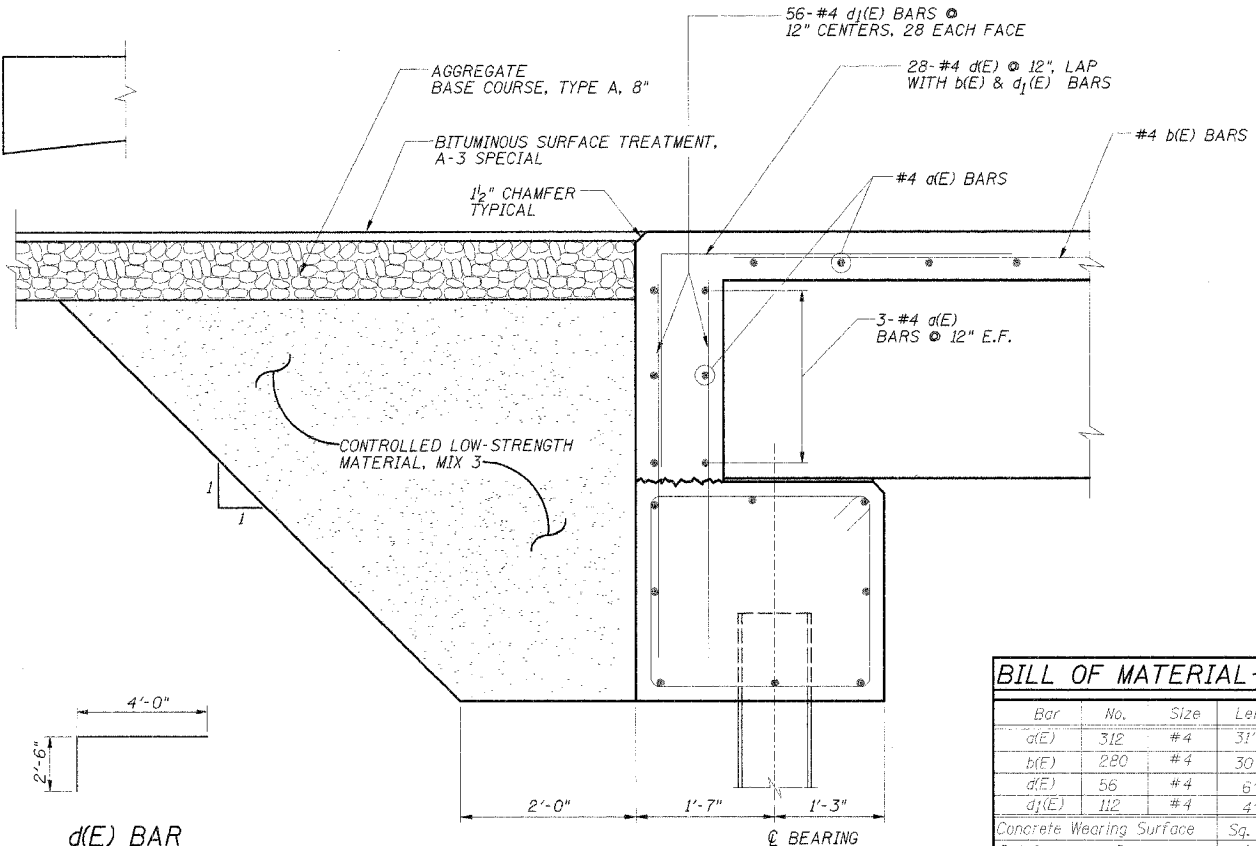 56-#4 d1(E) BARS @
12" CENTERS, 28 EACH FACE
AGGREGATE
BASE COURSE, TYPE A, 8"
28-#4 d(E) @ 12", LAP
WITH b(E) & d1(E) BARS
BITUMINOUS SURFACE TREATMENT,
A-3 SPECIAL
#4 b(E) BARS
1½" CHAMFER
TYPICAL
#4 a(E) BARS
3-#4 a(E)
BARS @ 12" E.F.
CONTROLLED LOW-STRENGTH
MATERIAL, MIX 3
1
1
4'-0"
2'-6"
d(E) BAR
2'-0" 1'-7" 1'-3"
℄ BEARING
BILL OF MATERIAL-
Bar No. Size
a(E) 312 #4 31'
b(E) 280 #4 30
d(E) 56 #4 6'
d1(E) 112 #4 4'
Concrete Wearing Surface Sq.